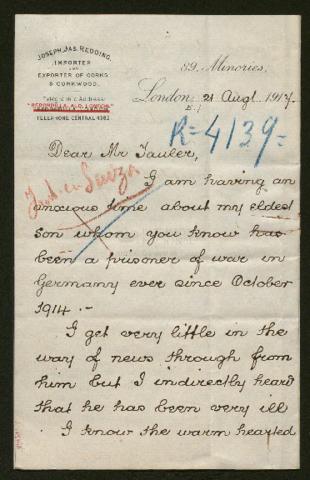 JOSEPH JAS. REDDING,
IMPORTER
AND
EXPORTER OF CORKS
& CORKWOOD.
TELEPHONE CENTRAL 4363
89, Minories,
London, 21 Augt 1917.
E.1
R=4139=
Dear Mr Tauler,
I am having an
anxious time about my eldest
son whom you know has
been a prisoner of war in
Germany ever since October
1914.-
I get very little in the
way of news through from
him but I indirectly heard
that he has been very ill
I know the warm hearted